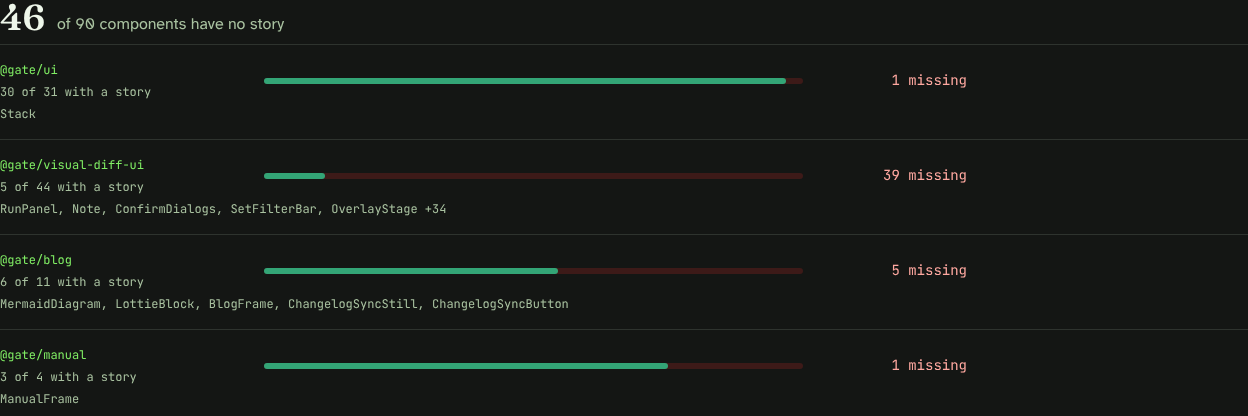 46 of 90 components have no story
@gate/ui
30 of 31 with a story
1 missing
Stack
@gate/visual-diff-ui
5 of 44 with a story
39 missing
RunPanel, Note, ConfirmDialogs, SetFilterBar, OverlayStage +34
@gate/blog
6 of 11 with a story
5 missing
MermaidDiagram, LottieBlock, BlogFrame, ChangelogSyncStill, ChangelogSyncButton
@gate/manual
3 of 4 with a story
1 missing
ManualFrame